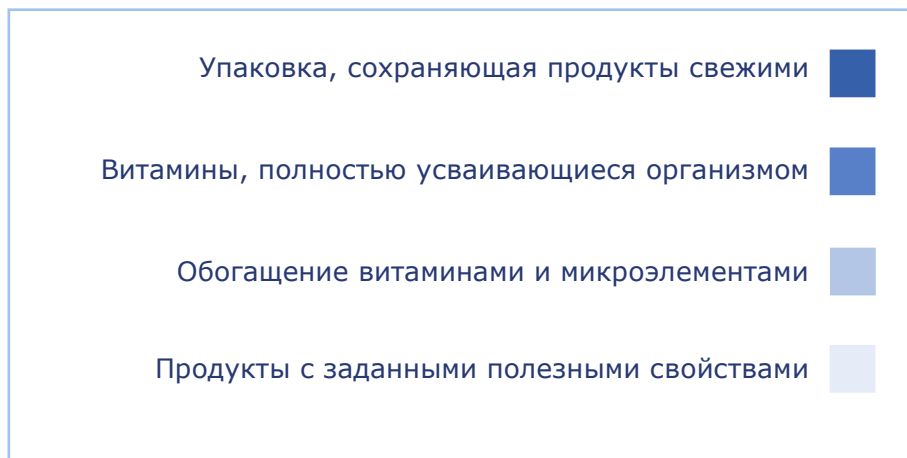 Упаковка, сохраняющая продукты свежими
Витамины, полностью усваивающиеся организмом
Обогащение витаминами и микроэлементами
Продукты с заданными полезными свойствами